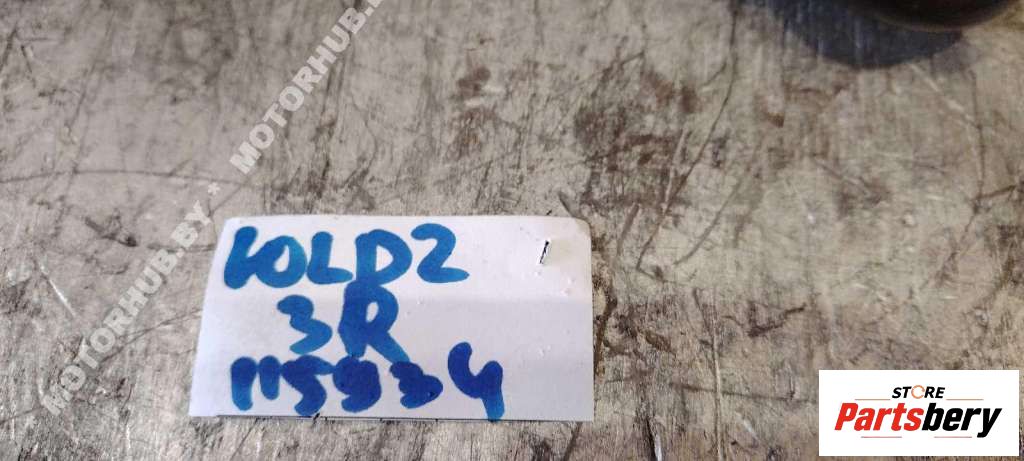 MOTORHUB.BY * MOTORHUB.BY
10LD2
3R
115934
STORE
Partsbery